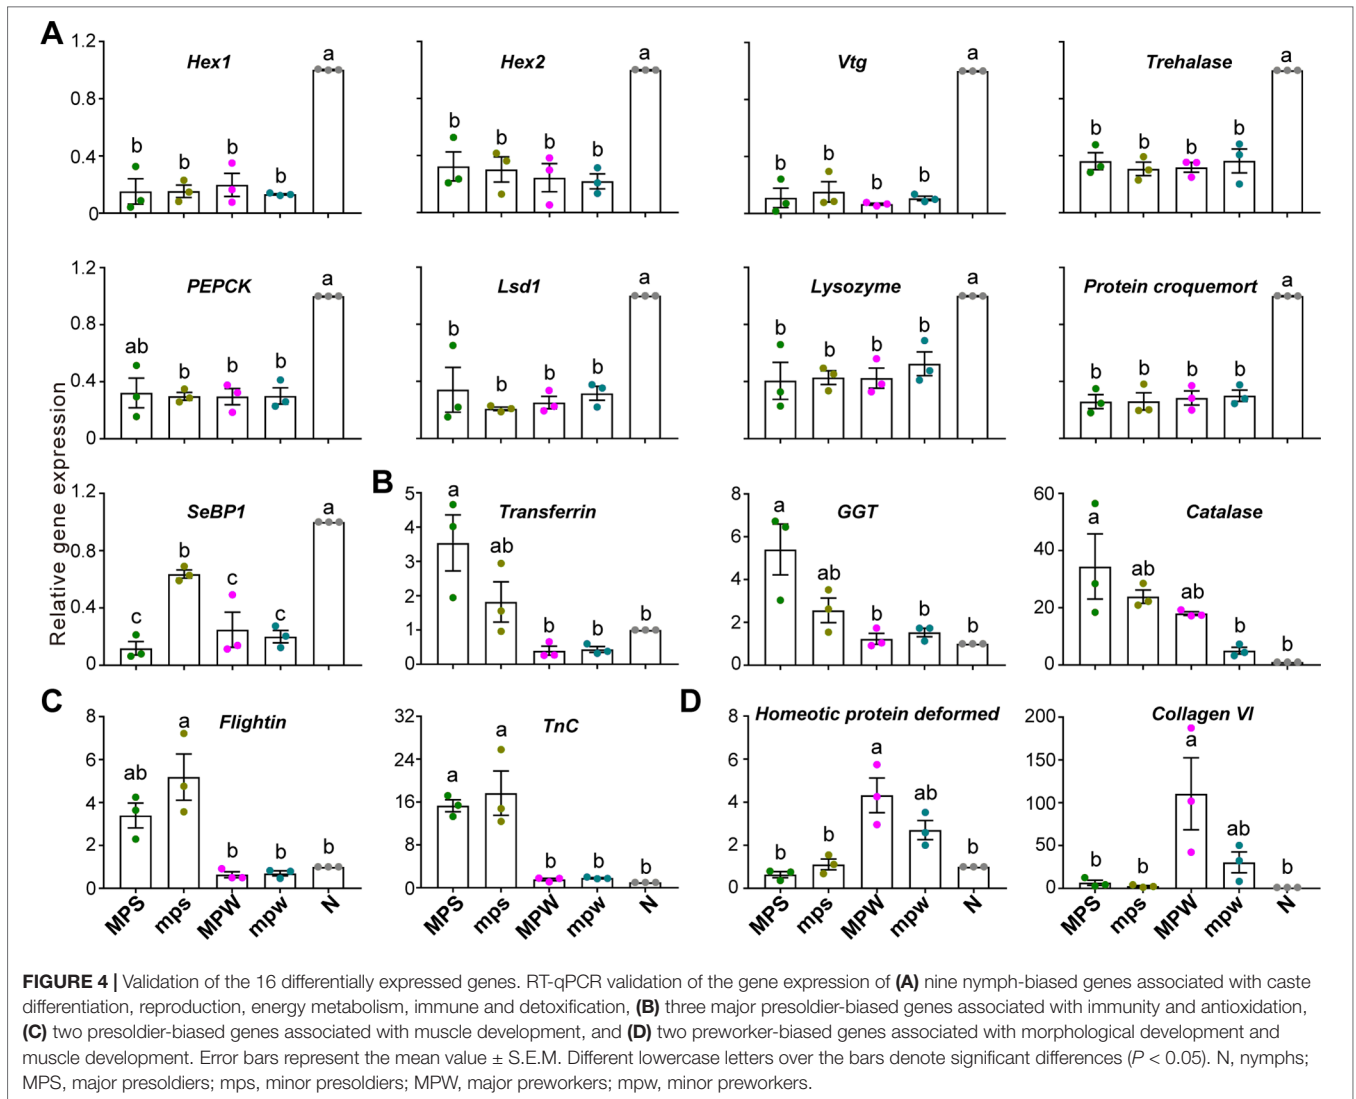 A
Relative gene expression
1.2
0.8
0.4
0
Hex1
b b b b a
Hex2
b b b b a
Vtg
b b b b a
Trehalase
b b b b a
1.2
0.8
0.4
0
PEPCK
ab b b b a
Lsd1
b b b b a
Lysozyme
b b b b a
Protein croquemort
b b b b a
1.2
0.8
0.4
0
SeBP1
c b c c a
B
5
4
3
2
1
0
Transferrin
a ab b b b
8
6
4
2
0
GGT
a ab b b b
60
40
20
0
Catalase
a ab ab b b
C
8
6
4
2
0
Flightin
ab a b b b
MPS mps MPW mpw N
32
24
16
8
0
TnC
a a b b b
MPS mps MPW mpw N
D
8
6
4
2
0
Homeotic protein deformed
b b a ab b
MPS mps MPW mpw N
200
150
100
50
0
Collagen VI
b b a ab b
MPS mps MPW mpw N
FIGURE 4 | Validation of the 16 differentially expressed genes. RT-qPCR validation of the gene expression of (A) nine nymph-biased genes associated with caste
differentiation, reproduction, energy metabolism, immune and detoxification, (B) three major presoldier-biased genes associated with immunity and antioxidation,
(C) two presoldier-biased genes associated with muscle development, and (D) two preworker-biased genes associated with morphological development and
muscle development. Error bars represent the mean value ± S.E.M. Different lowercase letters over the bars denote significant differences (P < 0.05). N, nymphs;
MPS, major presoldiers; mps, minor presoldiers; MPW, major preworkers; mpw, minor preworkers.